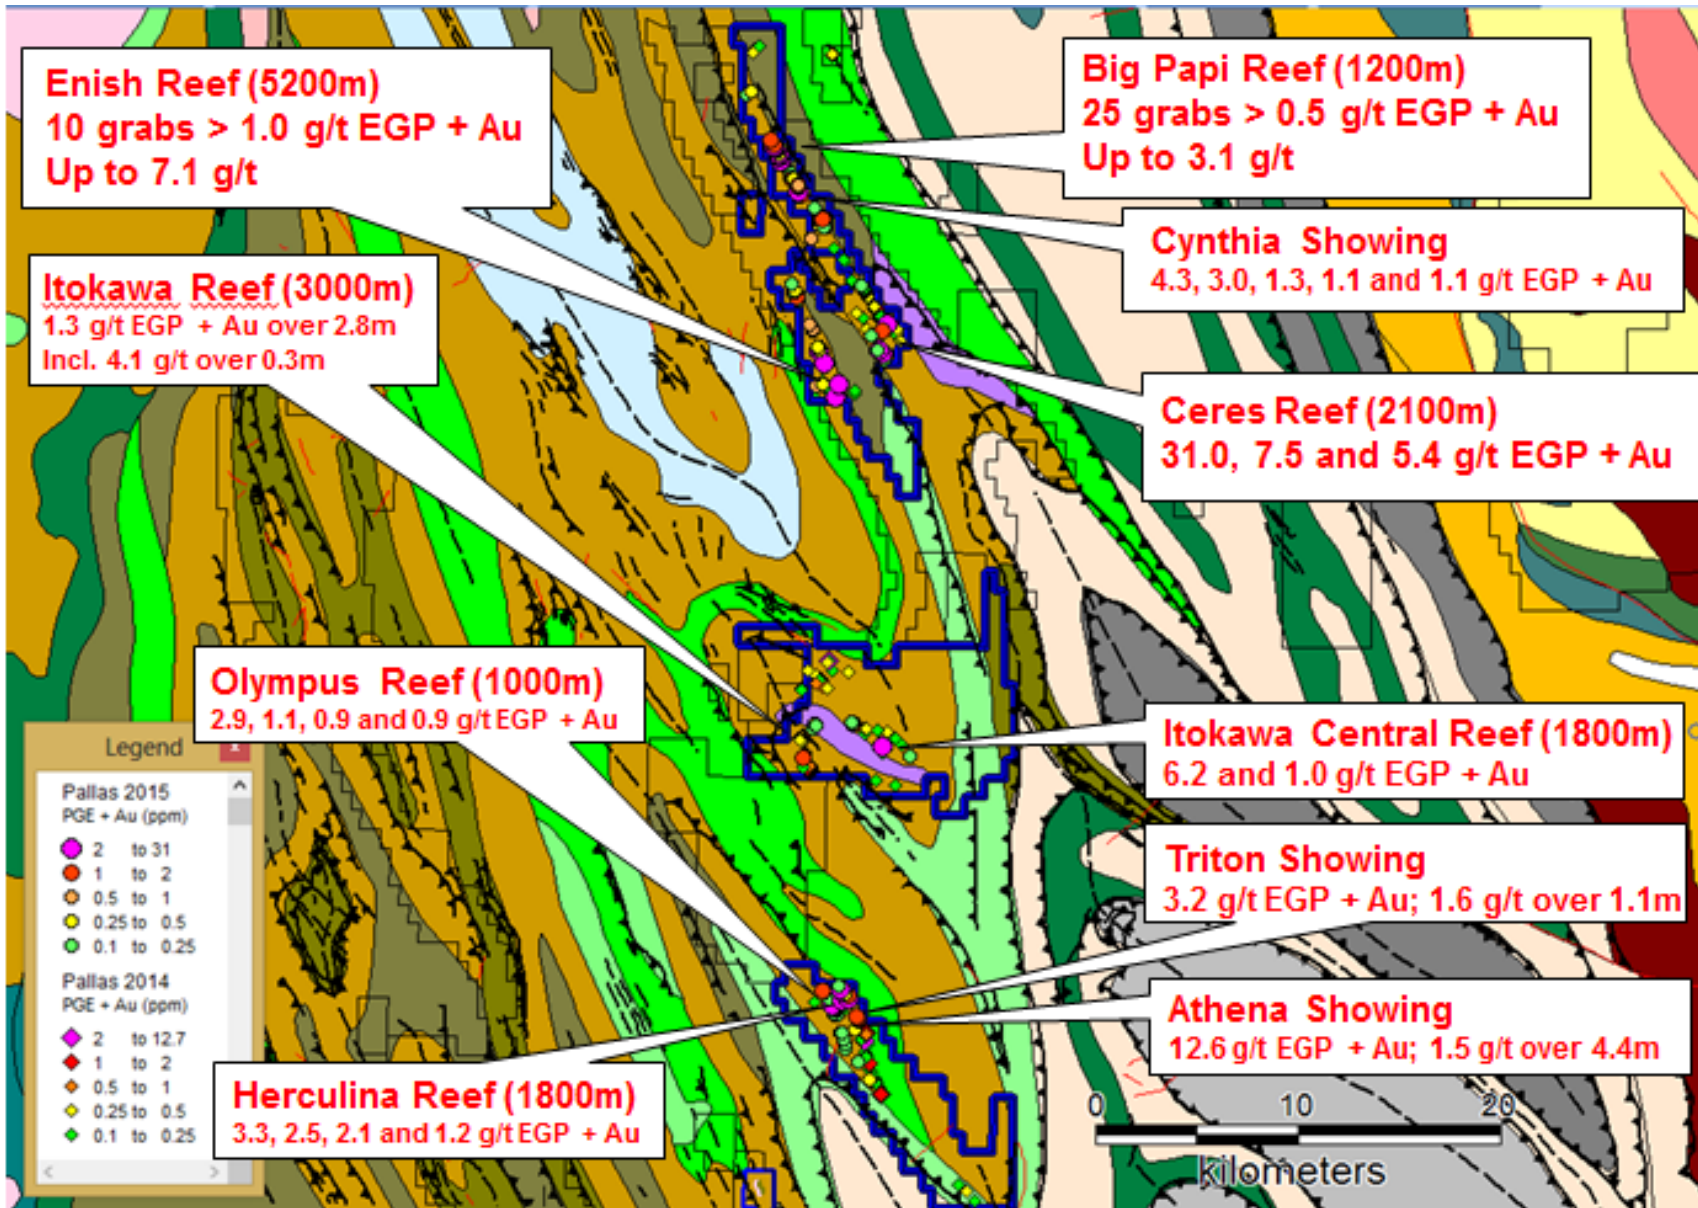 Enish Reef (5200m)
10 grabs > 1.0 g/t EGP + Au
Up to 7.1 g/t
Big Papi Reef (1200m)
25 grabs > 0.5 g/t EGP + Au
Up to 3.1 g/t
Cynthia Showing
4.3, 3.0, 1.3, 1.1 and 1.1 g/t EGP + Au
Itokawa Reef (3000m)
1.3 g/t EGP + Au over 2.8m
Incl. 4.1 g/t over 0.3m
Ceres Reef (2100m)
31.0, 7.5 and 5.4 g/t EGP + Au
Olympus Reef (1000m)
2.9, 1.1, 0.9 and 0.9 g/t EGP + Au
Itokawa Central Reef (1800m)
6.2 and 1.0 g/t EGP + Au
Triton Showing
3.2 g/t EGP + Au; 1.6 g/t over 1.1m
Athena Showing
12.6 g/t EGP + Au; 1.5 g/t over 4.4m
Herculina Reef (1800m)
3.3, 2.5, 2.1 and 1.2 g/t EGP + Au
Legend x
Pallas 2015
PGE + Au (ppm)
2 to 31
1 to 2
0.5 to 1
0.25 to 0.5
0.1 to 0.25
Pallas 2014
PGE + Au (ppm)
2 to 12.7
1 to 2
0.5 to 1
0.25 to 0.5
0.1 to 0.25
0 10 20
kilometers